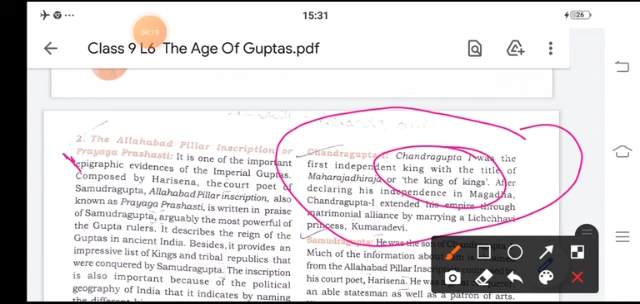 15:31
26
04:19
Class 9 L6 The Age Of Guptas.pdf
2. The Allahabad Pillar Inscription or
Prayaga Prashasti: It is one of the important
epigraphic evidences of the Imperial Guptas.
Composed by Harisena, the court poet of
Samudragupta, Allahabad Pillar inscription, also
known as Prayaga Prashasti, is written in praise
of Samudragupta, arguably the most powerful of
the Gupta rulers. It describes the reign of the
Guptas in ancient India. Besides, it provides an
impressive list of Kings and tribal republics that
were conquered by Samudragupta. The inscription
is also important because of the political
geography of India that it indicates by naming
the different
Chandragupta I: Chandragupta I was the
first independent king with the title of
Maharajadhiraja or 'the king of kings'. After
declaring his independence in Magadha,
Chandragupta-I extended his empire through
matrimonial alliance by marrying a Lichchhavi
princess, Kumaradevi.
Samudragupta: He was the son of
Much of the information about
from the Allahabad Pillar
his court poet, Harisena. He was
an able statesman as well as a patron of arts.